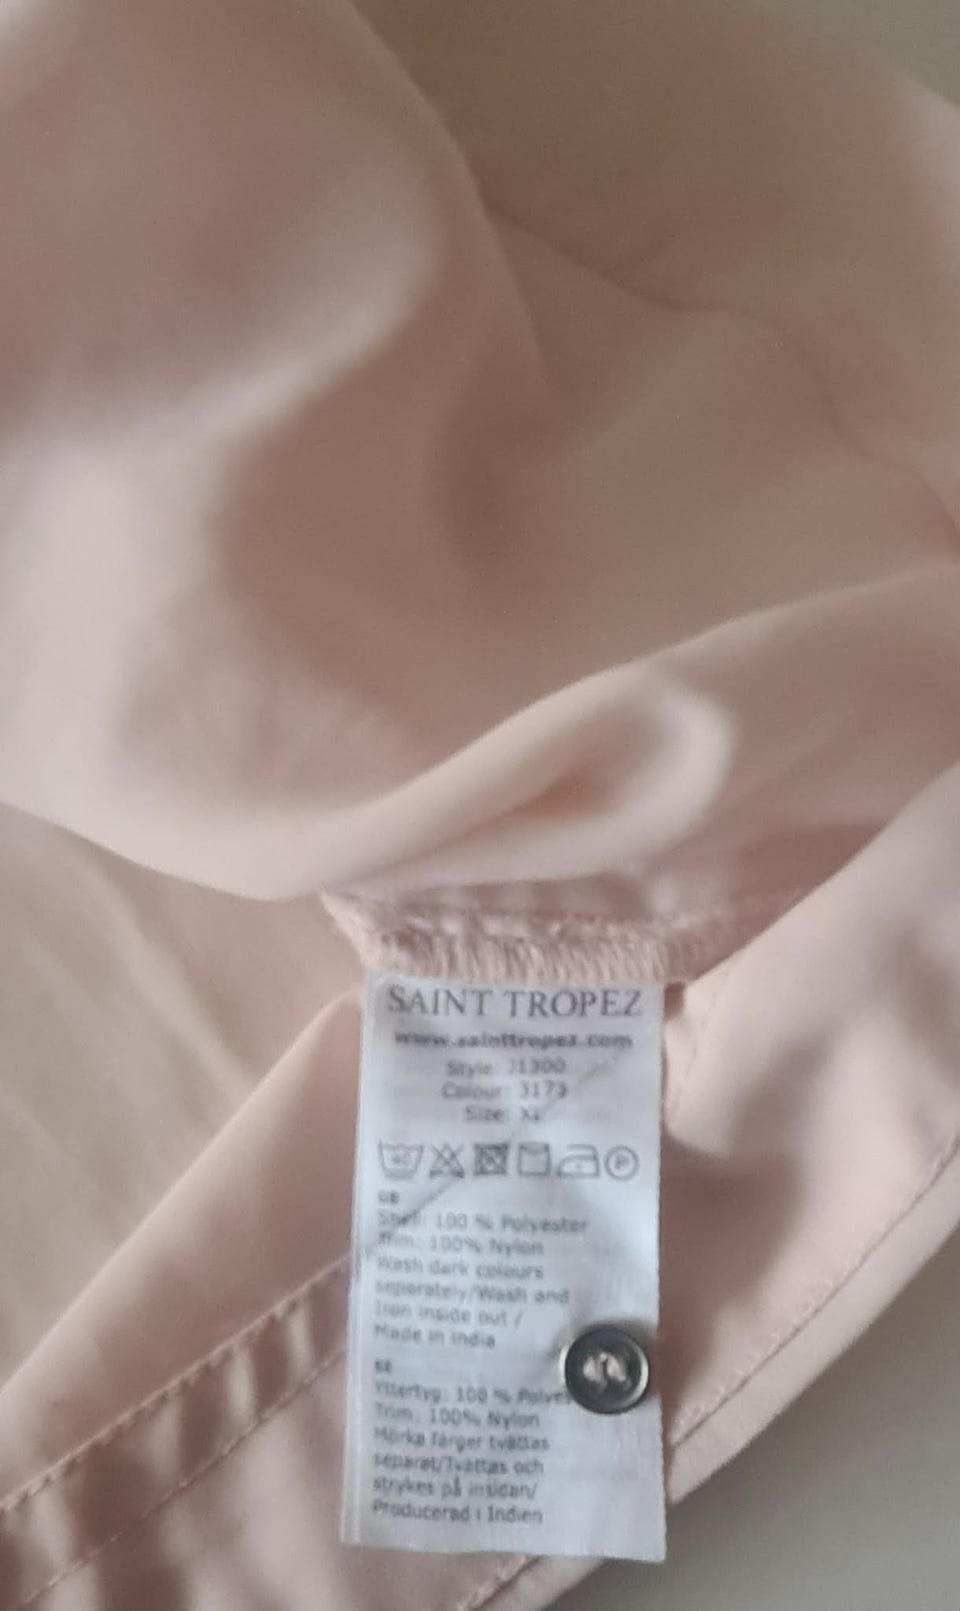 SAINT TROPEZ
www.sainttropez.com
Style: J1300
Colour: 3173
Size: XL
P
GB
Shell: 100 % Polyester
Trim: 100% Nylon
Wash dark colours
separately/Wash and
Iron inside out /
Made in India
SE
Yttertyg: 100 %
Trim: 100% Nylon
Mörka färger tvättas
separat/Tvättas och
strykes på insidan/
Producerad i Indien